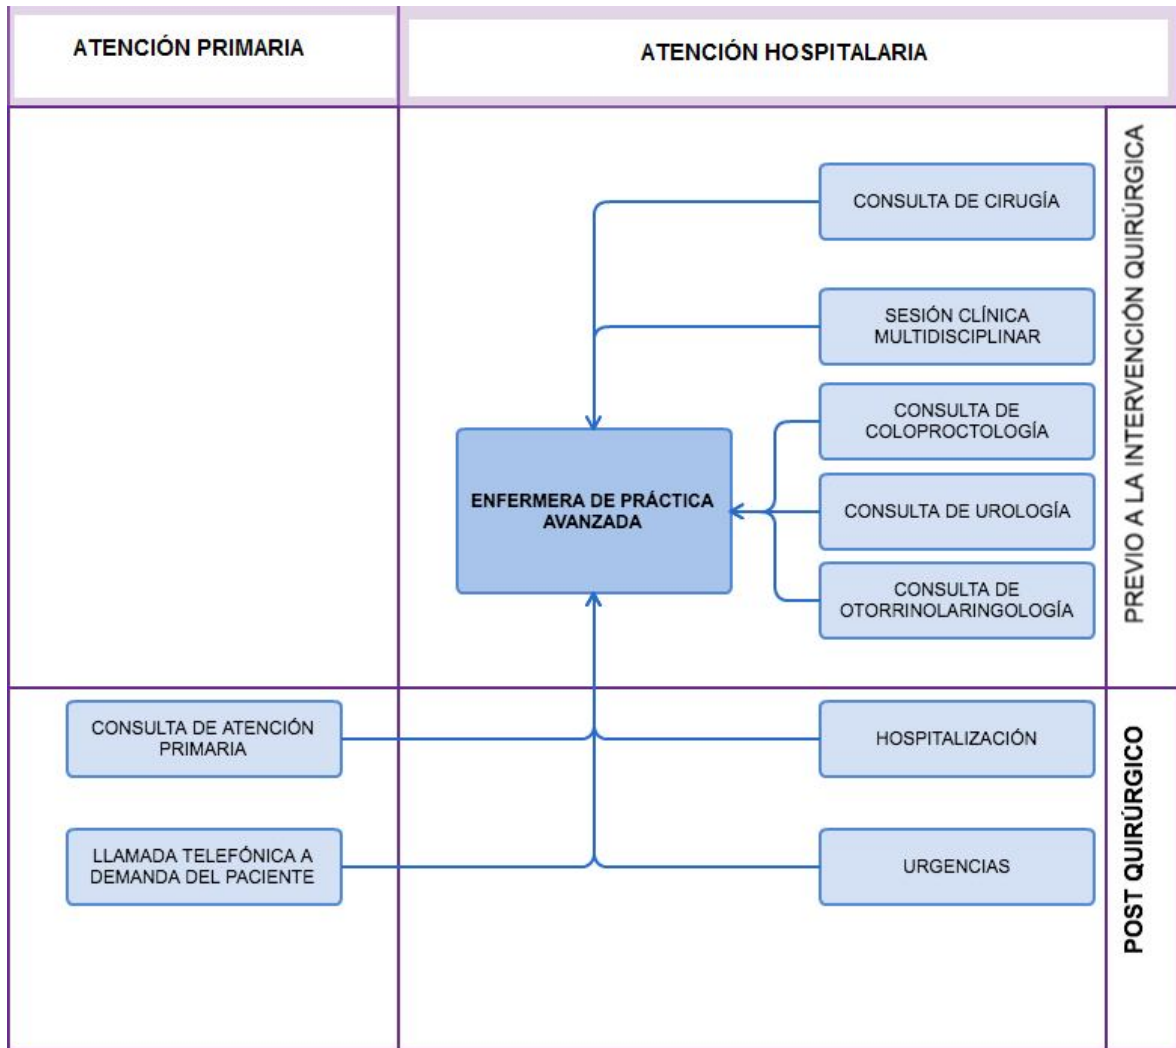 ATENCIÓN PRIMARIA
ATENCIÓN HOSPITALARIA
CONSULTA DE CIRUGÍA
SESIÓN CLÍNICA
MULTIDISCIPLINAR
CONSULTA DE
COLOPROCTOLOGÍA
ENFERMERA DE PRÁCTICA
AVANZADA
CONSULTA DE UROLOGÍA
CONSULTA DE
OTORRINOLARINGOLOGÍA
PREVIO A LA INTERVENCIÓN QUIRÚRGICA
CONSULTA DE ATENCIÓN
PRIMARIA
HOSPITALIZACIÓN
LLAMADA TELEFÓNICA A
DEMANDA DEL PACIENTE
URGENCIAS
POST QUIRÚRGICO